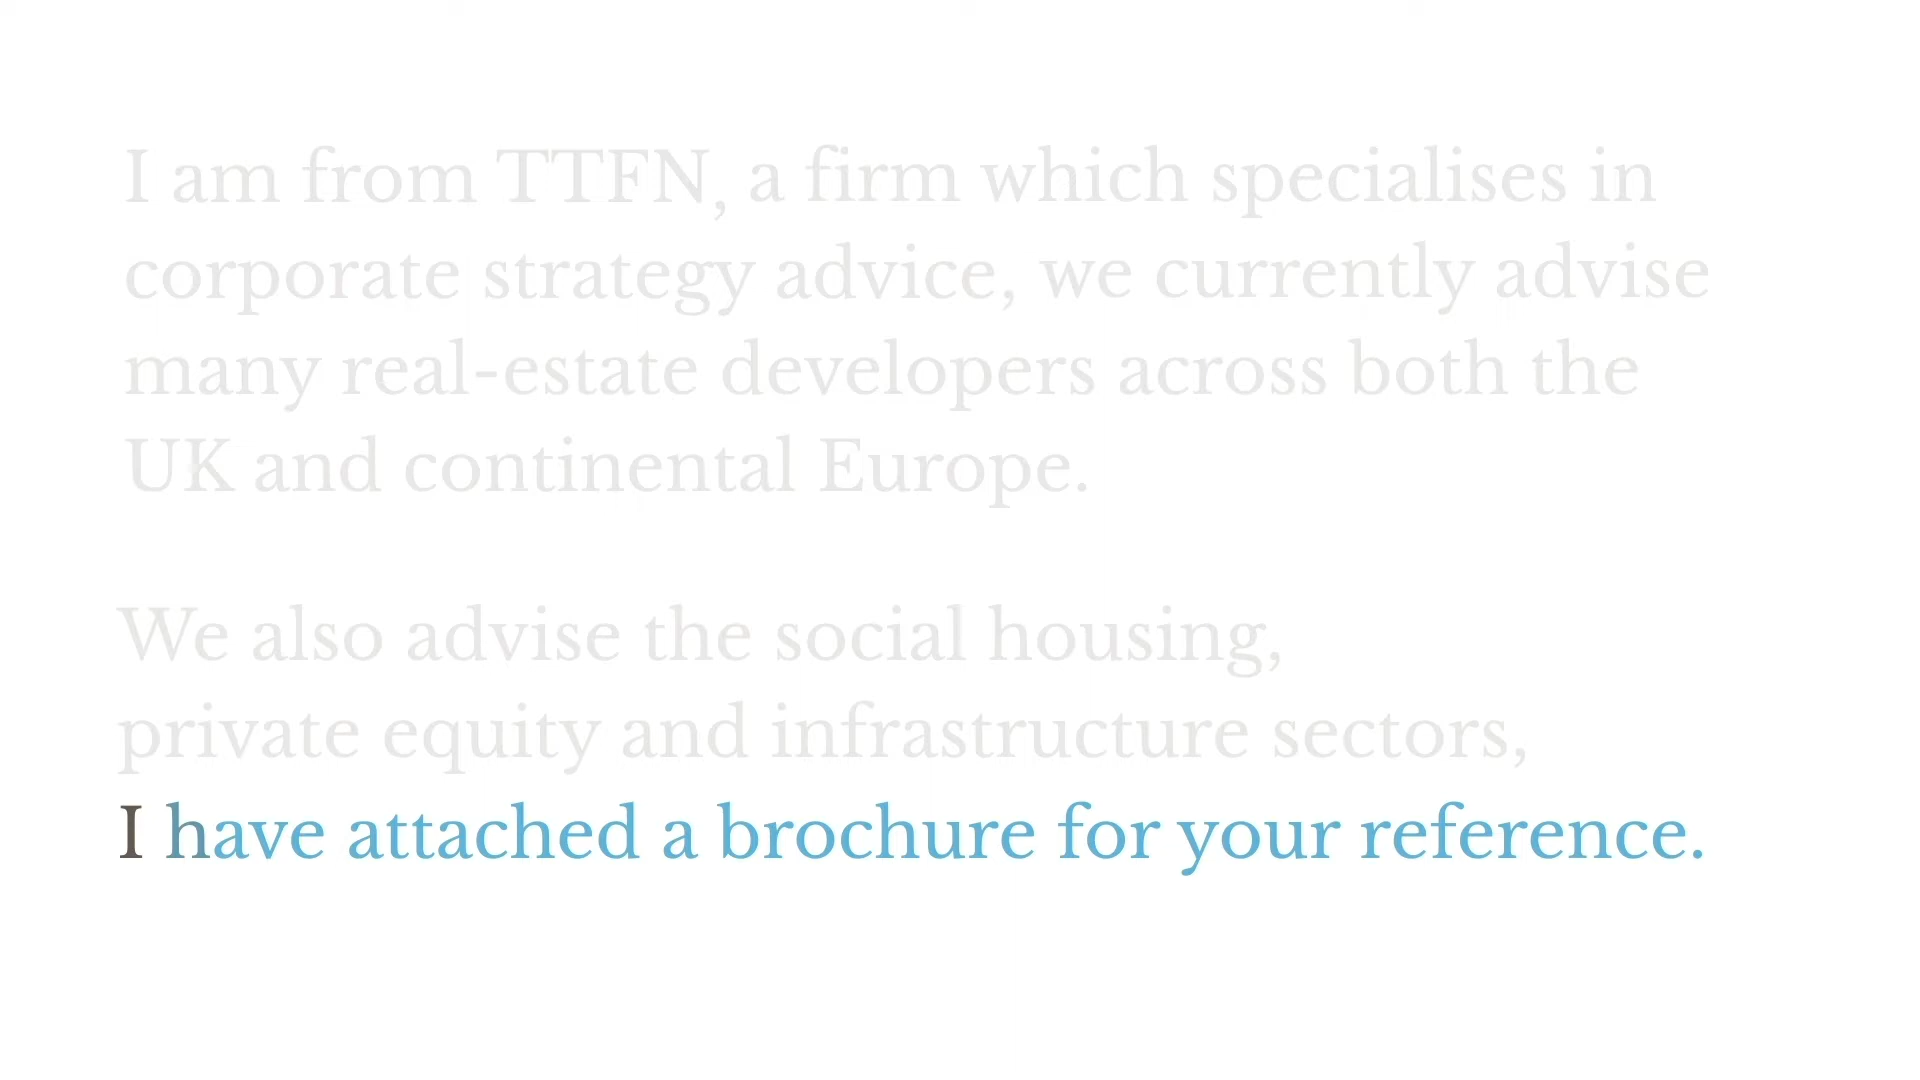 I am from TTFN, a firm which specialises in
corporate strategy advice, we currently advise
many real-estate developers across both the
UK and continental Europe.
We also advise the social housing,
private equity and infrastructure sectors,
I have attached a brochure for your reference.